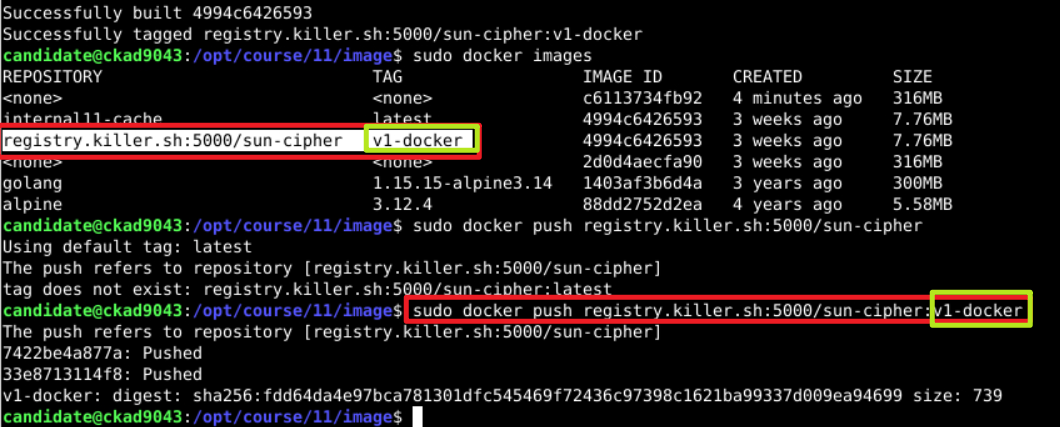 Successfully built 4994c6426593
Successfully tagged registry.killer.sh:5000/sun-cipher:v1-docker
candidate@ckad9043:/opt/course/11/image$ sudo docker images
REPOSITORY TAG IMAGE ID CREATED SIZE
<none> <none> c6113734fb92 4 minutes ago 316MB
internal11-cache latest 4994c6426593 3 weeks ago 7.76MB
registry.killer.sh:5000/sun-cipher v1-docker 4994c6426593 3 weeks ago 7.76MB
<none> <none> 2d0d4aecfa90 3 weeks ago 316MB
golang 1.15.15-alpine3.14 1403af3b6d4a 3 years ago 300MB
alpine 3.12.4 88dd2752d2ea 4 years ago 5.58MB
candidate@ckad9043:/opt/course/11/image$ sudo docker push registry.killer.sh:5000/sun-cipher
Using default tag: latest
The push refers to repository [registry.killer.sh:5000/sun-cipher]
tag does not exist: registry.killer.sh:5000/sun-cipher:latest
candidate@ckad9043:/opt/course/11/image$ sudo docker push registry.killer.sh:5000/sun-cipher:v1-docker
The push refers to repository [registry.killer.sh:5000/sun-cipher]
7422be4a877a: Pushed
33e8713114f8: Pushed
v1-docker: digest: sha256:fdd64da4e97bca781301dfc545469f72436c97398c1621ba99337d009ea94699 size: 739
candidate@ckad9043:/opt/course/11/image$